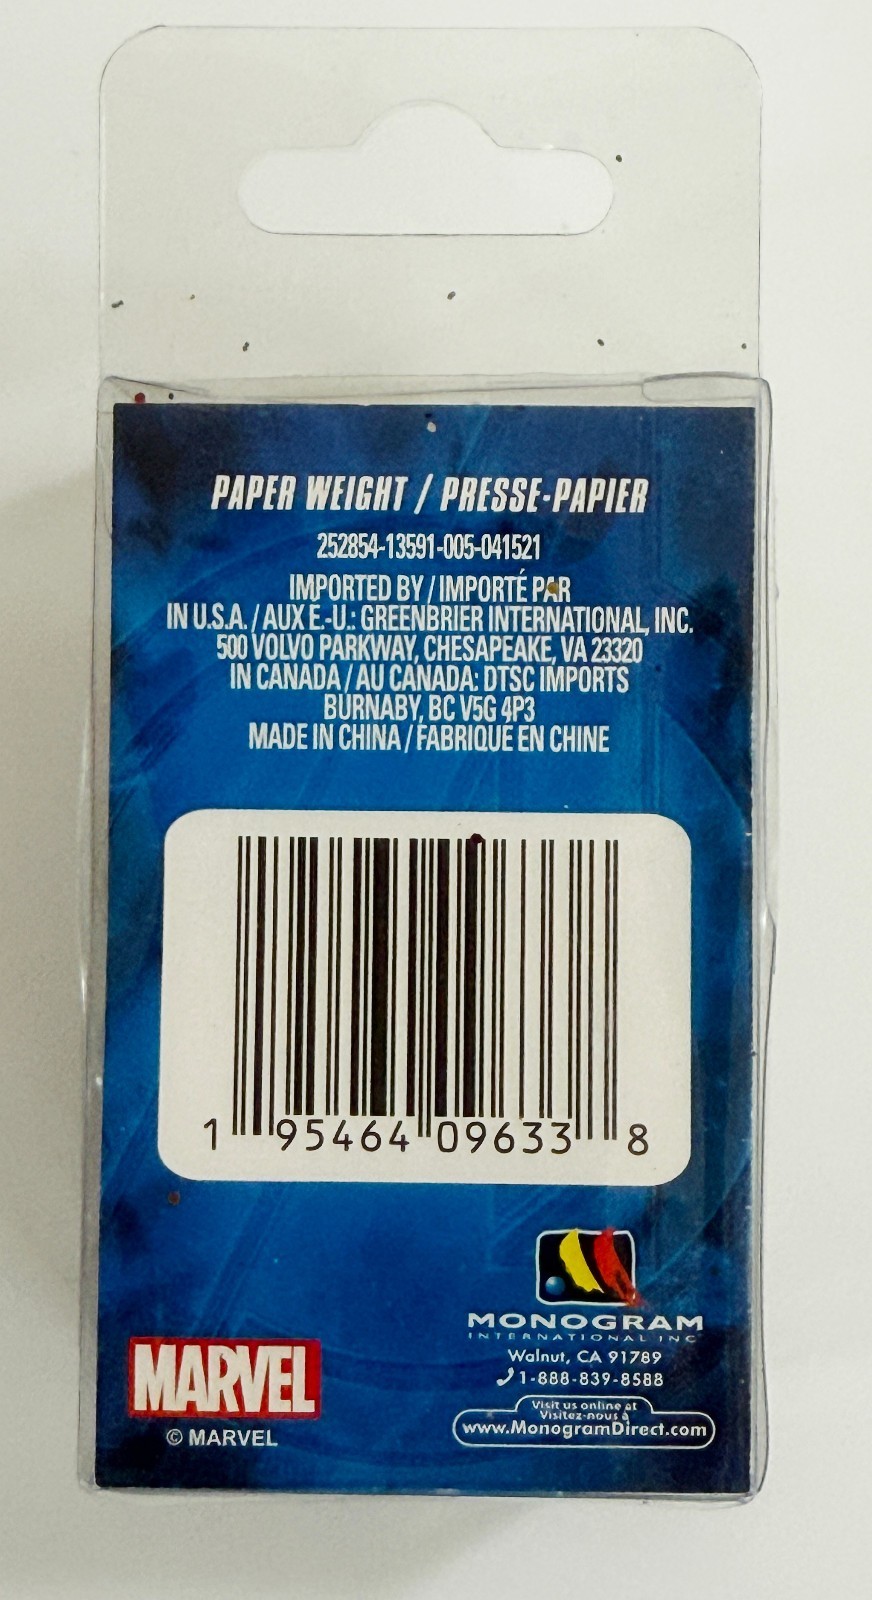 PAPER WEIGHT / PRESSE-PAPIER
252854-13591-005-041521
IMPORTED BY / IMPORTÉ PAR
IN U.S.A. / AUX É.-U.: GREENBRIER INTERNATIONAL, INC.
500 VOLVO PARKWAY, CHESAPEAKE, VA 23320
IN CANADA / AU CANADA: DTSC IMPORTS
BURNABY, BC V5G 4P3
MADE IN CHINA / FABRIQUÉ EN CHINE
1 95464 09633 8
MONOGRAM
INTERNATIONAL INC
Walnut, CA 91789
1-888-839-8588
Visit us online at
Visitez-nous à
www.MonogramDirect.com
MARVEL
© MARVEL